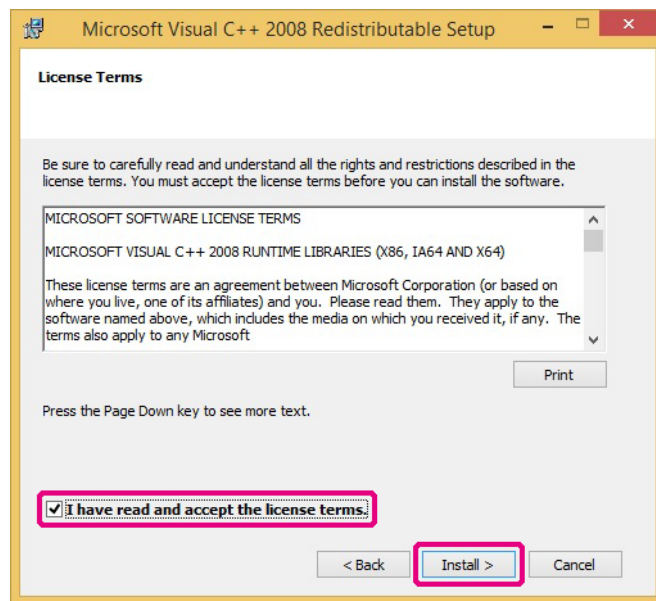 Microsoft Visual C++ 2008 Redistributable Setup
License Terms
Be sure to carefully read and understand all the rights and restrictions described in the
license terms. You must accept the license terms before you can install the software.
MICROSOFT SOFTWARE LICENSE TERMS
MICROSOFT VISUAL C++ 2008 RUNTIME LIBRARIES (X86, IA64 AND X64)
These license terms are an agreement between Microsoft Corporation (or based on
where you live, one of its affiliates) and you. Please read them. They apply to the
software named above, which includes the media on which you received it, if any. The
terms also apply to any Microsoft
Print
Press the Page Down key to see more text.
I have read and accept the license terms.
< Back Install > Cancel